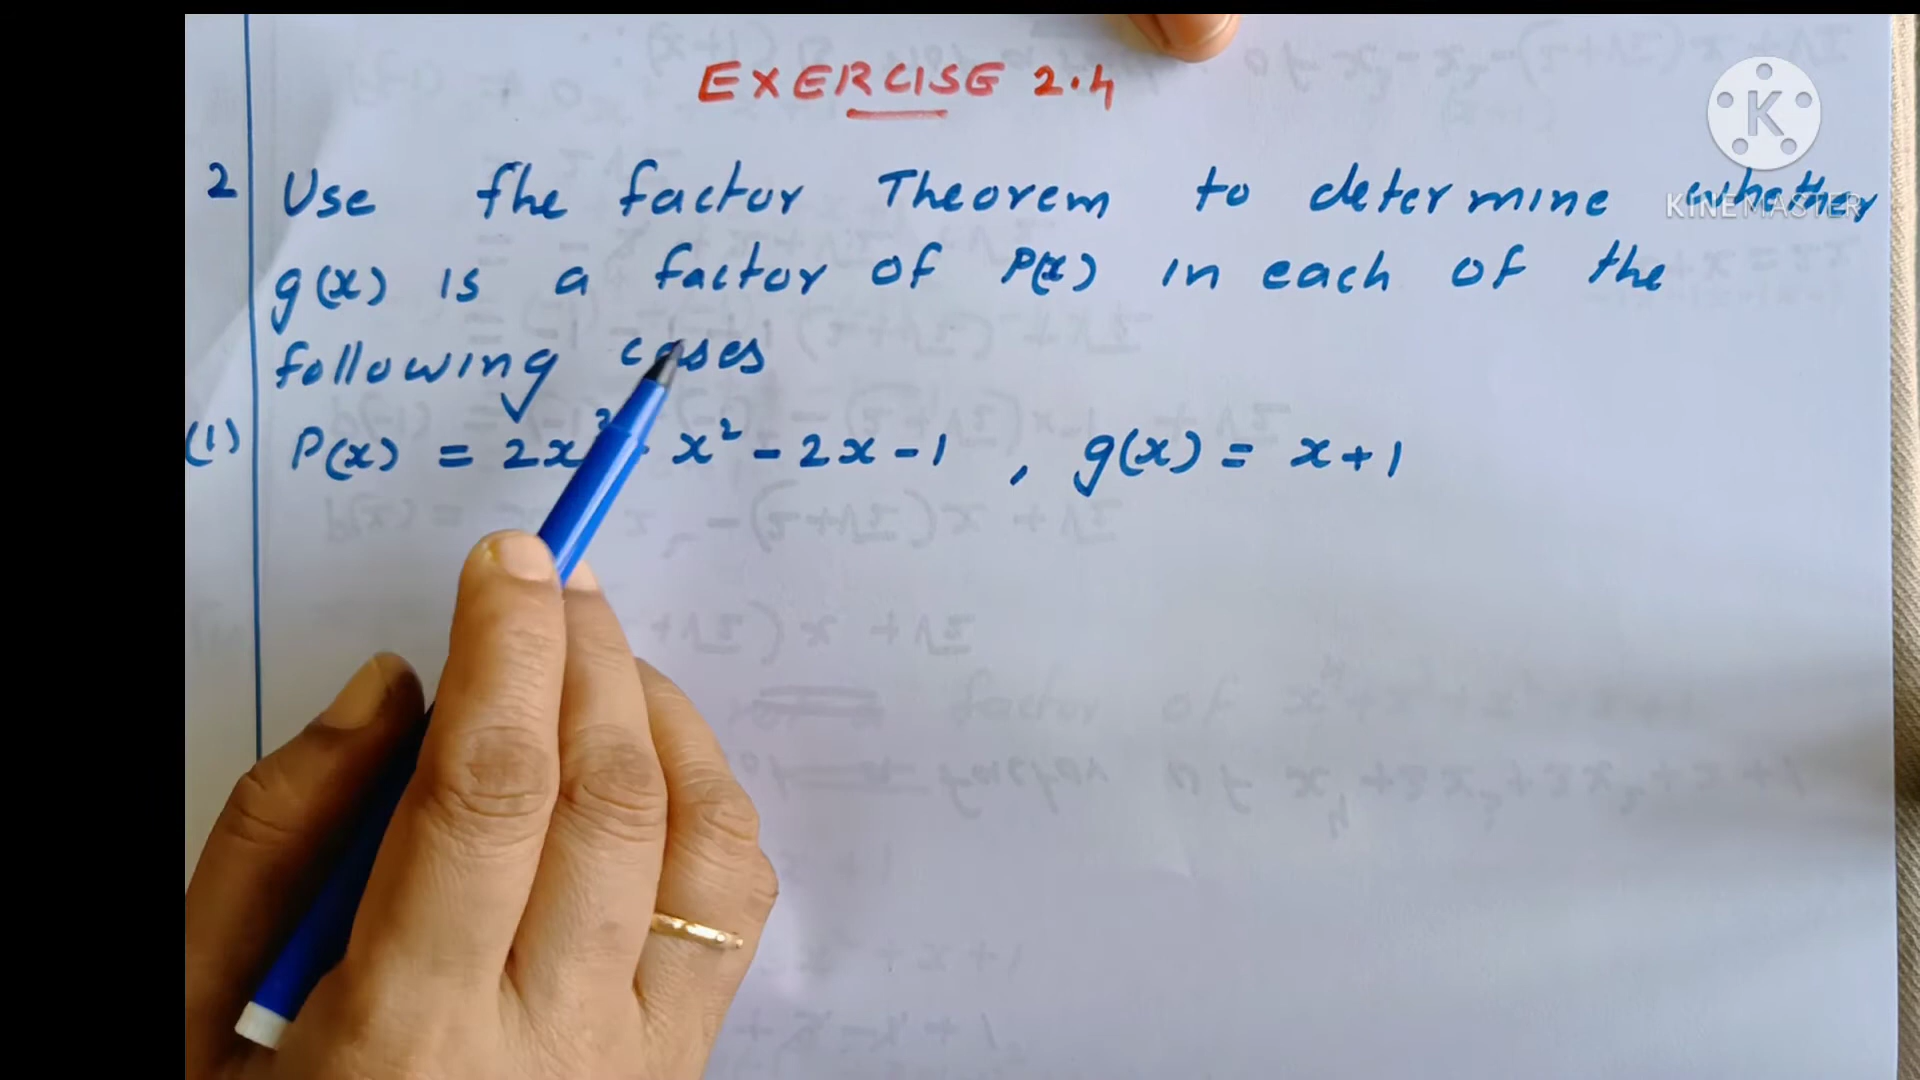 EXERCISE 2.4
K
KINEMASTER
2 Use the factor Theorem to determine whether
g(x) is a factor of P(x) in each of the
following cases
(1) P(x) = 2x³ x² - 2x - 1 , g(x) = x + 1